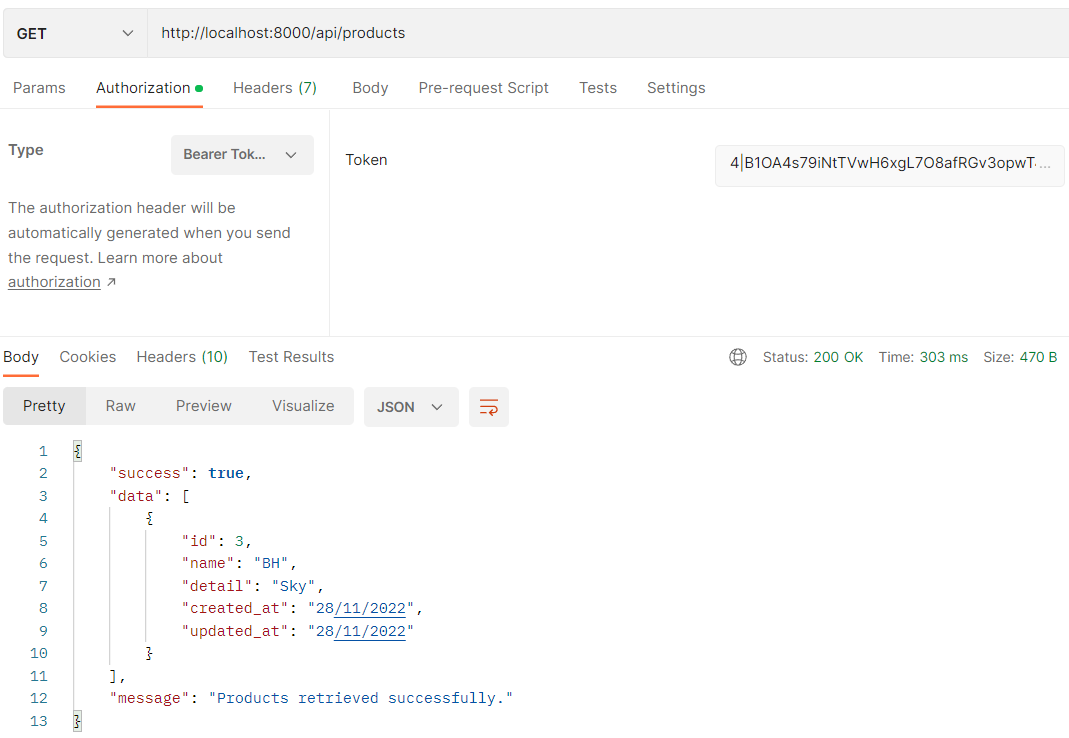 GET http://localhost:8000/api/products
Params Authorization Headers (7) Body Pre-request Script Tests Settings
Type Bearer Tok...
The authorization header will be
automatically generated when you send
the request. Learn more about
authorization ↗
Token 4|B1OA4s79iNtTVwH6xgL7O8afRGv3opwT...
Body Cookies Headers (10) Test Results Status: 200 OK Time: 303 ms Size: 470 B
Pretty Raw Preview Visualize JSON
1 {
2 "success": true,
3 "data": [
4 {
5 "id": 3,
6 "name": "BH",
7 "detail": "Sky",
8 "created_at": "28/11/2022",
9 "updated_at": "28/11/2022"
10 }
11 ],
12 "message": "Products retrieved successfully."
13 }